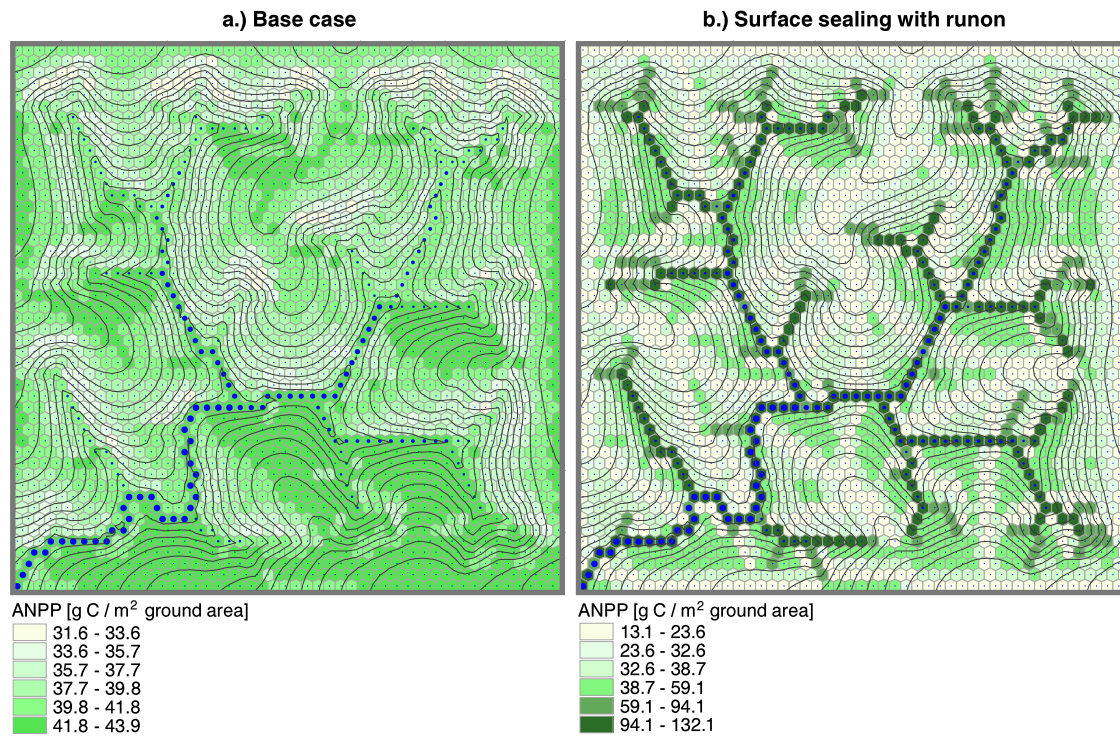 a.) Base case
b.) Surface sealing with runon
ANPP [g C / m² ground area]
31.6 - 33.6
33.6 - 35.7
35.7 - 37.7
37.7 - 39.8
39.8 - 41.8
41.8 - 43.9
ANPP [g C / m² ground area]
13.1 - 23.6
23.6 - 32.6
32.6 - 38.7
38.7 - 59.1
59.1 - 94.1
94.1 - 132.1